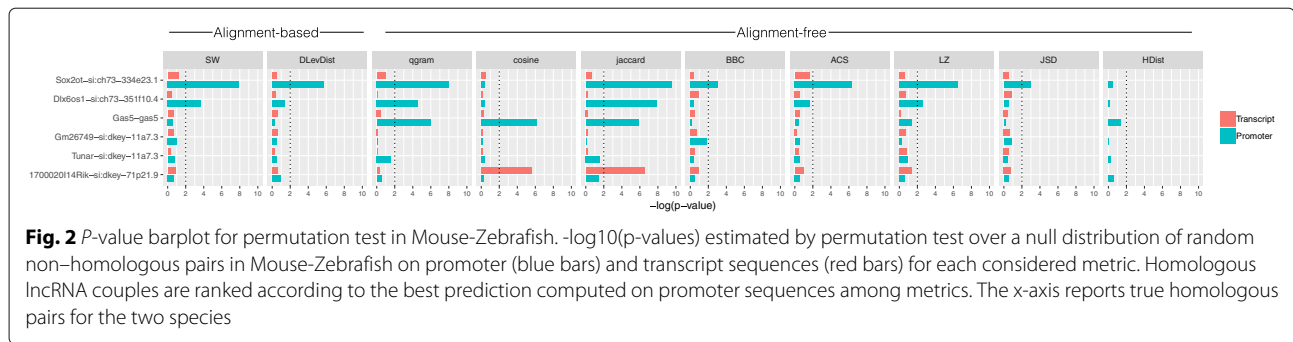 Alignment-based Alignment-free
SW DLevDist qgram cosine jaccard BBC ACS LZ JSD HDist
Sox2ot-si:ch73-334e23.1
Dlx6os1-si:ch73-351f10.4
Gas5-gas5
Gm26749-si:dkey-11a7.3
Tunar-si:dkey-11a7.3
1700020I14Rik-si:dkey-71p21.9
Transcript
Promoter
0 2 4 6 8 10 0 2 4 6 8 10 0 2 4 6 8 10 0 2 4 6 8 10 0 2 4 6 8 10 0 2 4 6 8 10 0 2 4 6 8 10 0 2 4 6 8 10 0 2 4 6 8 10 0 2 4 6 8 10
-log(p-value)
Fig. 2 P-value barplot for permutation test in Mouse-Zebrafish. -log10(p-values) estimated by permutation test over a null distribution of random
non–homologous pairs in Mouse-Zebrafish on promoter (blue bars) and transcript sequences (red bars) for each considered metric. Homologous
lncRNA couples are ranked according to the best prediction computed on promoter sequences among metrics. The x-axis reports true homologous
pairs for the two species